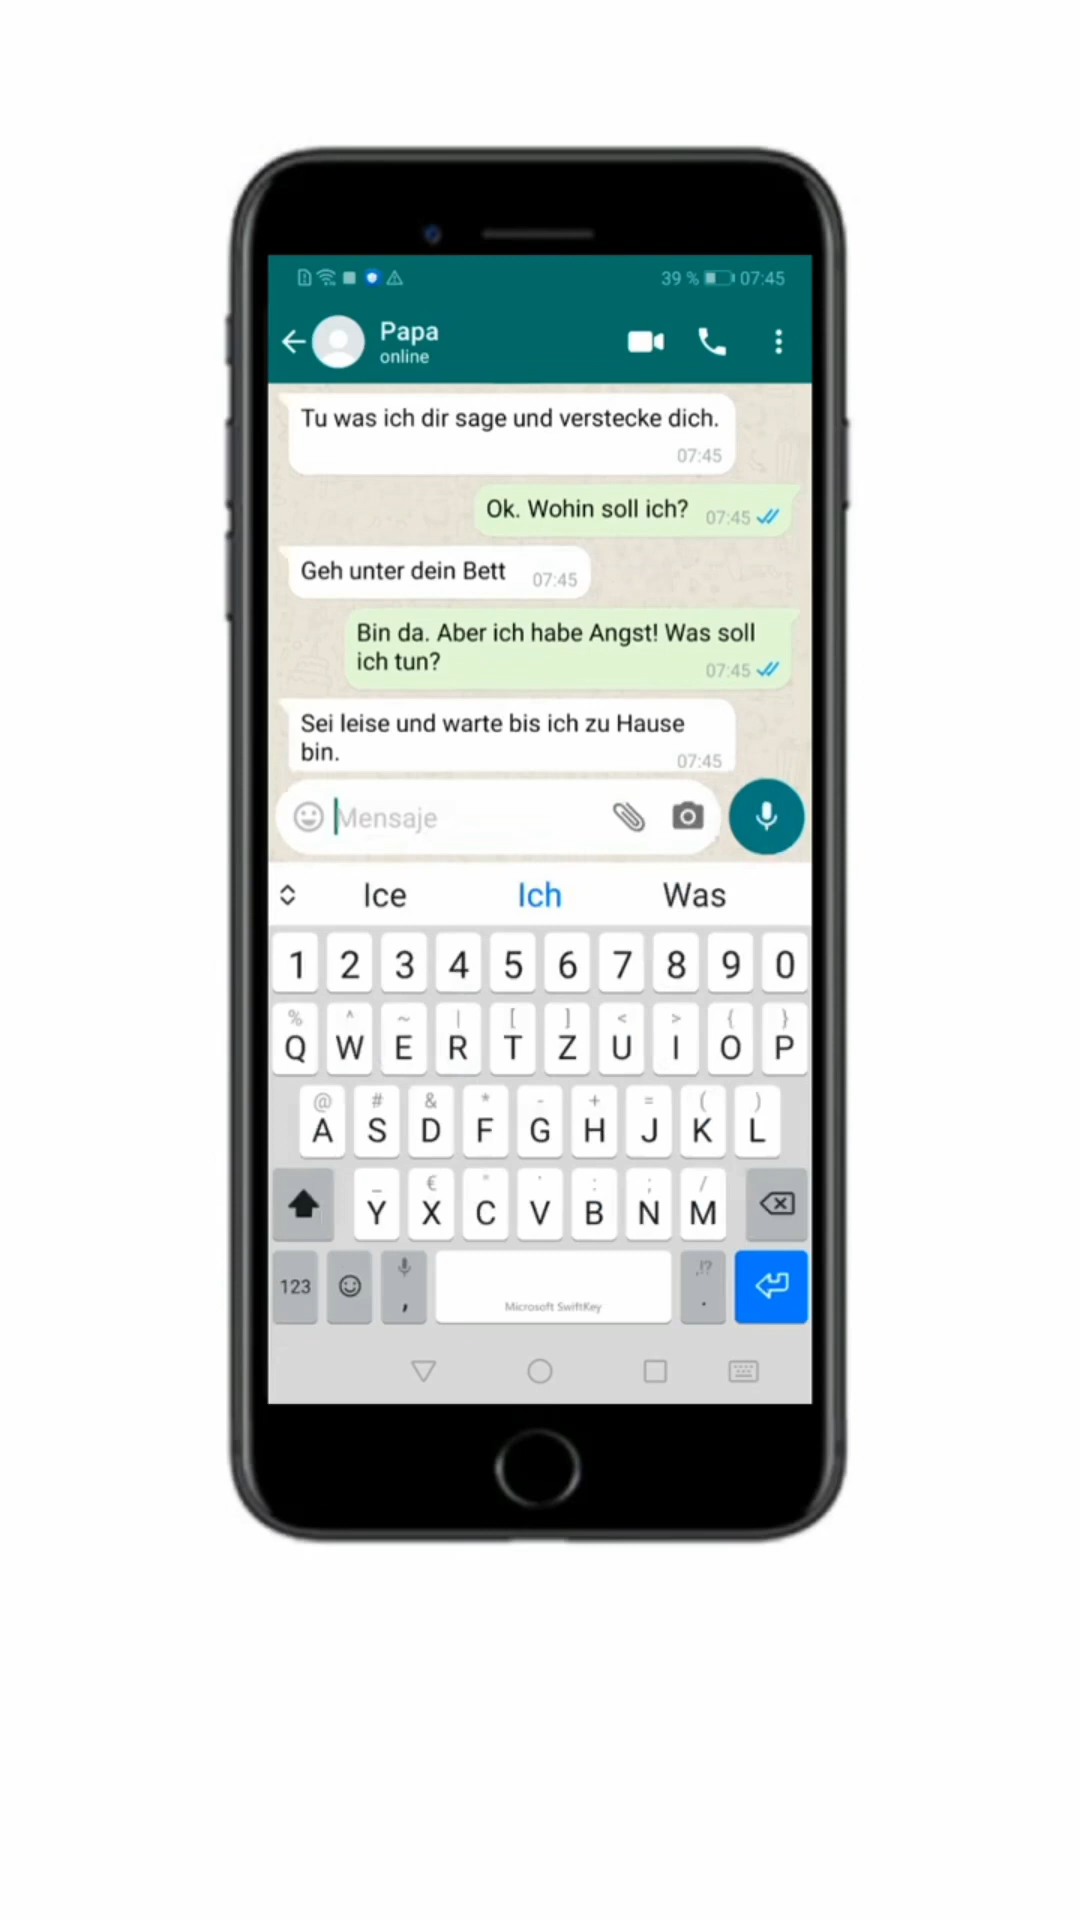 39 % 07:45
Papa
online
Tu was ich dir sage und verstecke dich.
07:45
Ok. Wohin soll ich? 07:45
Geh unter dein Bett 07:45
Bin da. Aber ich habe Angst! Was soll
ich tun?
07:45
Sei leise und warte bis ich zu Hause
bin.
07:45
Mensaje
Ice Ich Was
1 2 3 4 5 6 7 8 9 0
% ^ ~ | [ ] < > { }
Q W E R T Z U I O P
@ # & * - + = ( )
A S D F G H J K L
_ € " ' : ; /
Y X C V B N M
,!?
123 , .
Microsoft SwiftKey